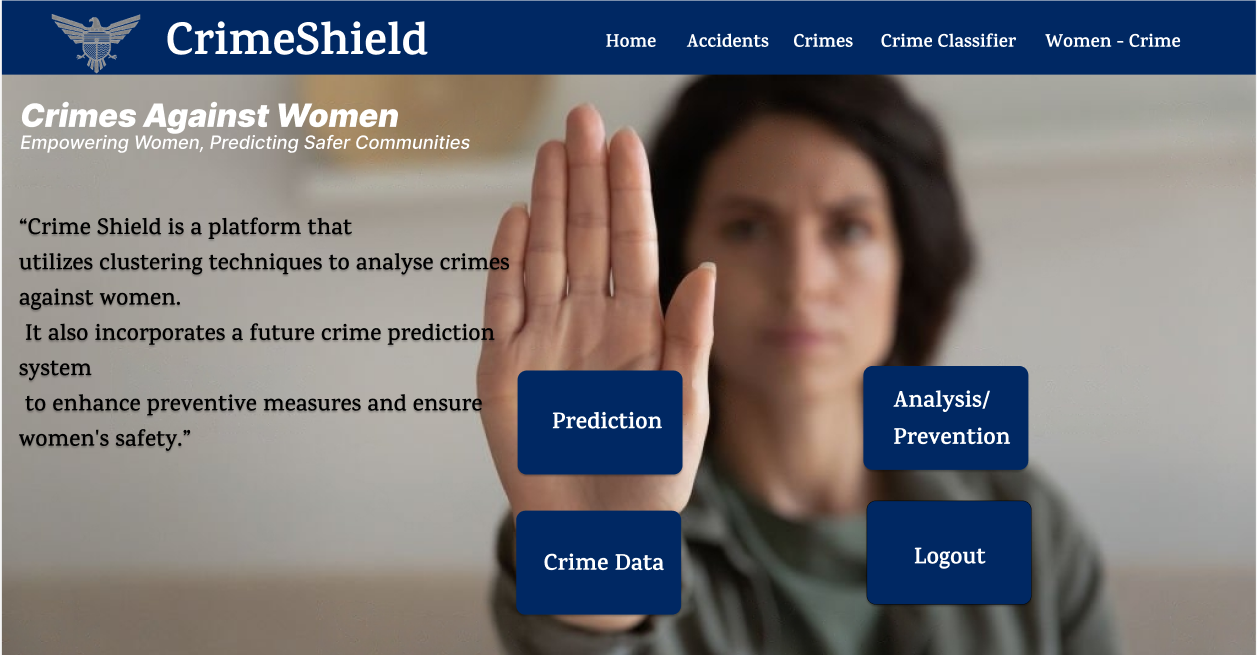 CrimeShield
Home Accidents Crimes Crime Classifier Women - Crime
Crimes Against Women
Empowering Women, Predicting Safer Communities
“Crime Shield is a platform that
utilizes clustering techniques to analyse crimes
against women.
It also incorporates a future crime prediction
system
to enhance preventive measures and ensure
women's safety.”
Prediction
Analysis/
Prevention
Crime Data
Logout